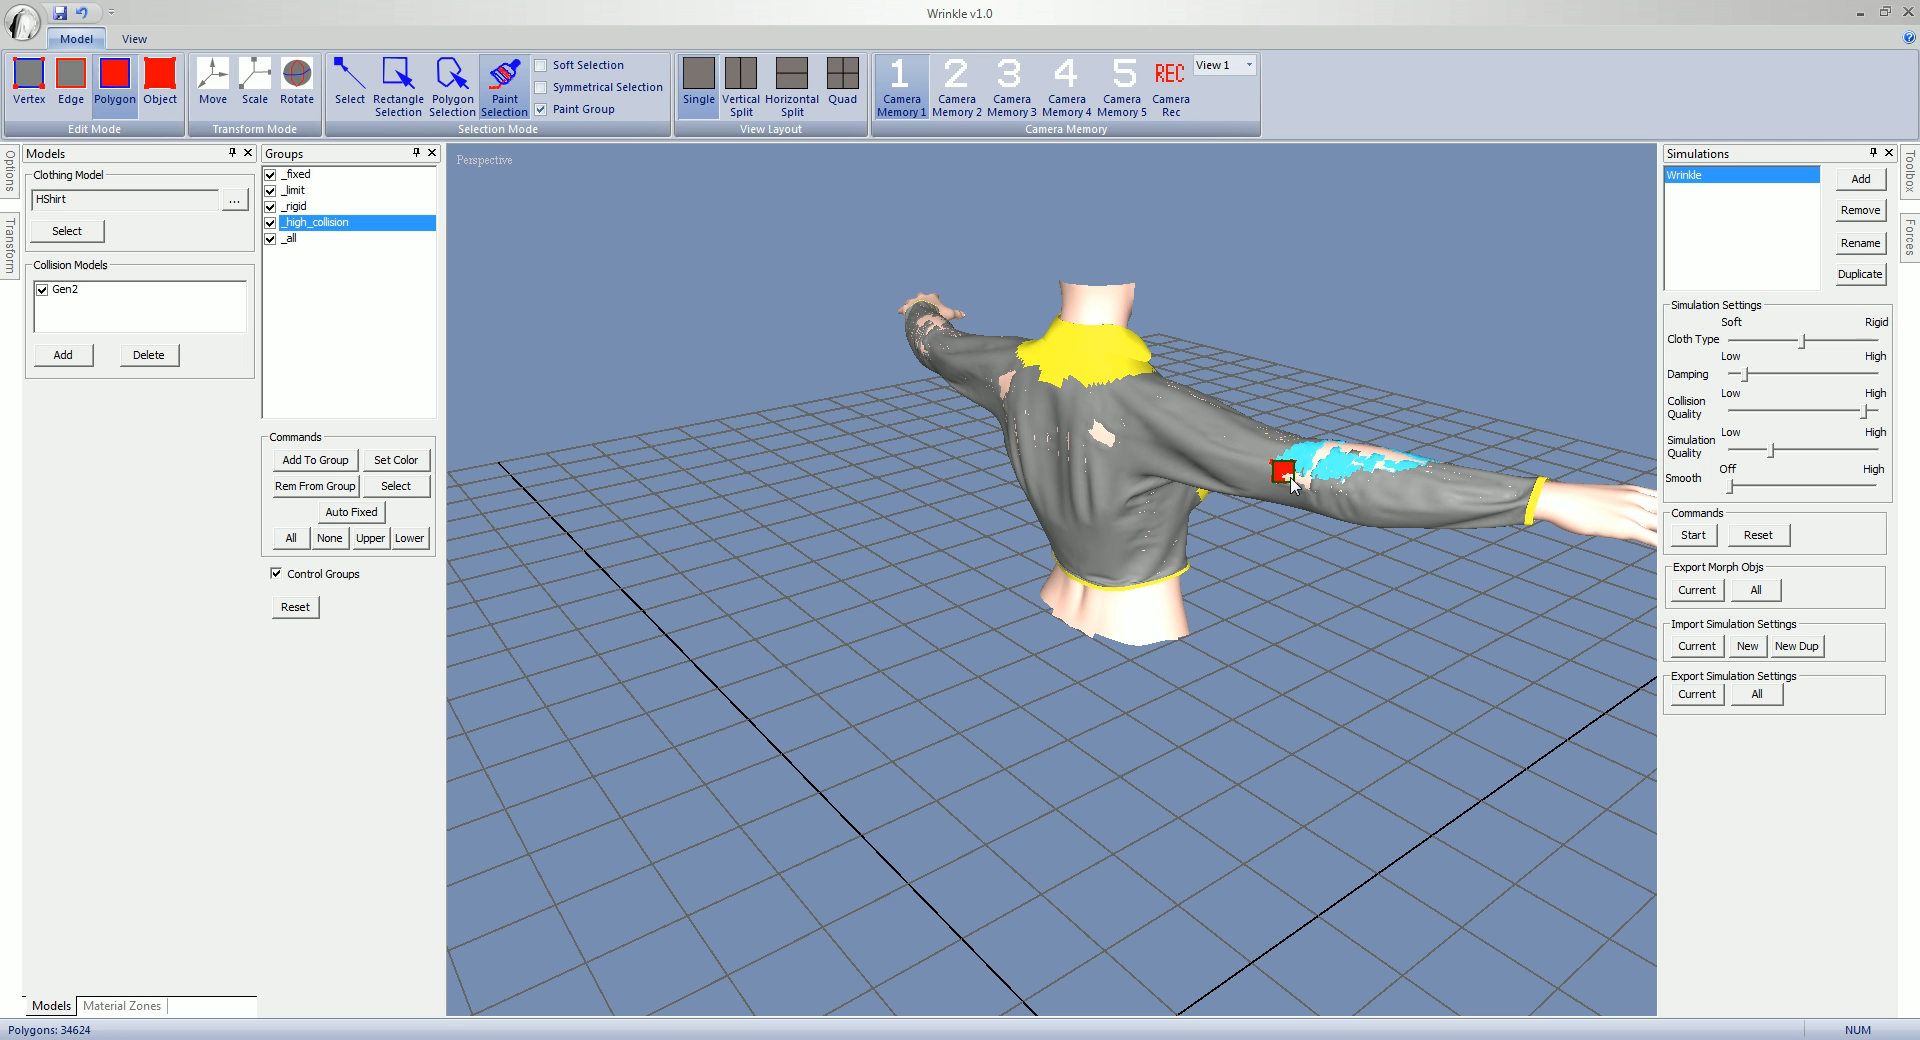 Wrinkle v1.0
Model View
Vertex Edge Polygon Object
Edit Mode
Move Scale Rotate
Transform Mode
Select Rectangle Selection Polygon Selection Paint Selection
Soft Selection
Symmetrical Selection
Paint Group
Selection Mode
Single Vertical Split Horizontal Split Quad
View Layout
1 2 3 4 5 REC View 1
Camera Memory 1 Camera Memory 2 Camera Memory 3 Camera Memory 4 Camera Memory 5 Camera Rec
Camera Memory
Options
Transform
Models
Clothing Model
HShirt ...
Select
Collision Models
Gen2
Add Delete
Models Material Zones
Groups
_fixed
_limit
_rigid
_high_collision
_all
Commands
Add To Group Set Color
Rem From Group Select
Auto Fixed
All None Upper Lower
Control Groups
Reset
Perspective
Simulations
Wrinkle
Add
Remove
Rename
Duplicate
Simulation Settings
Soft Rigid
Cloth Type
Low High
Damping
Low High
Collision Quality
Low High
Simulation Quality
Off High
Smooth
Commands
Start Reset
Export Morph Objs
Current All
Import Simulation Settings
Current New New Dup
Export Simulation Settings
Current All
Toolbox
Forces
Polygons: 34624
NUM